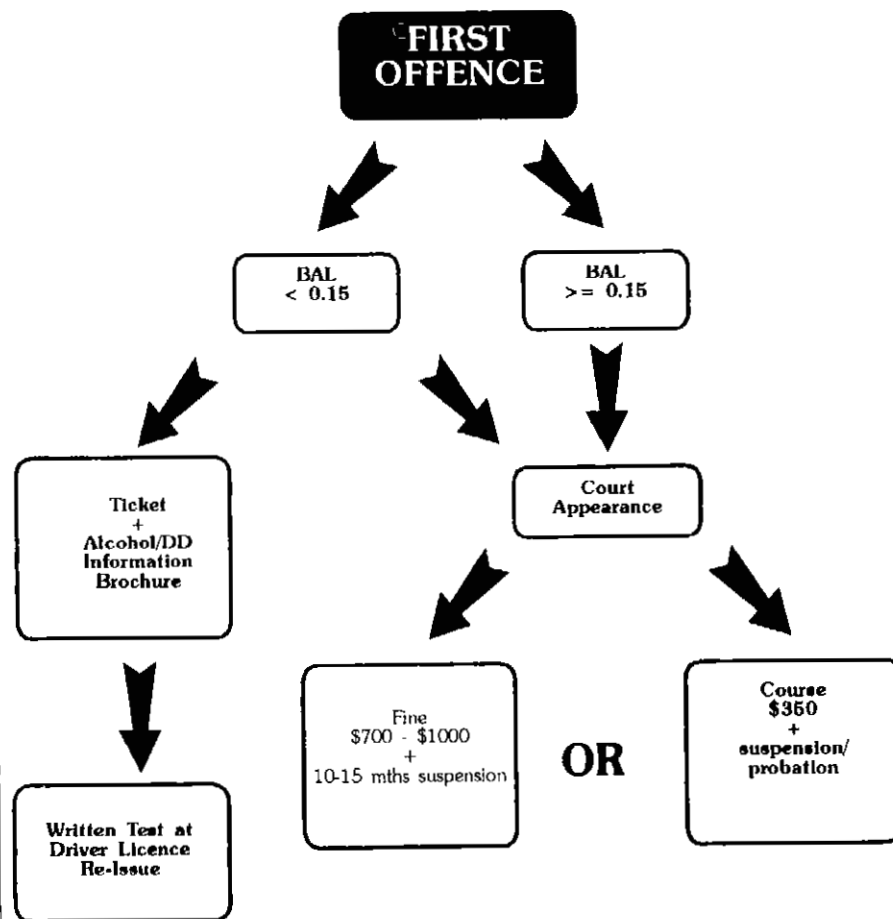 FIRST
OFFENCE
BAL
< 0.15
BAL
>= 0.15
Ticket
+
Alcohol/DD
Information
Brochure
Court
Appearance
Fine
$700 - $1000
+
10-15 mths suspension
OR
Course
$350
+
suspension/
probation
Written Test at
Driver Licence
Re-Issue